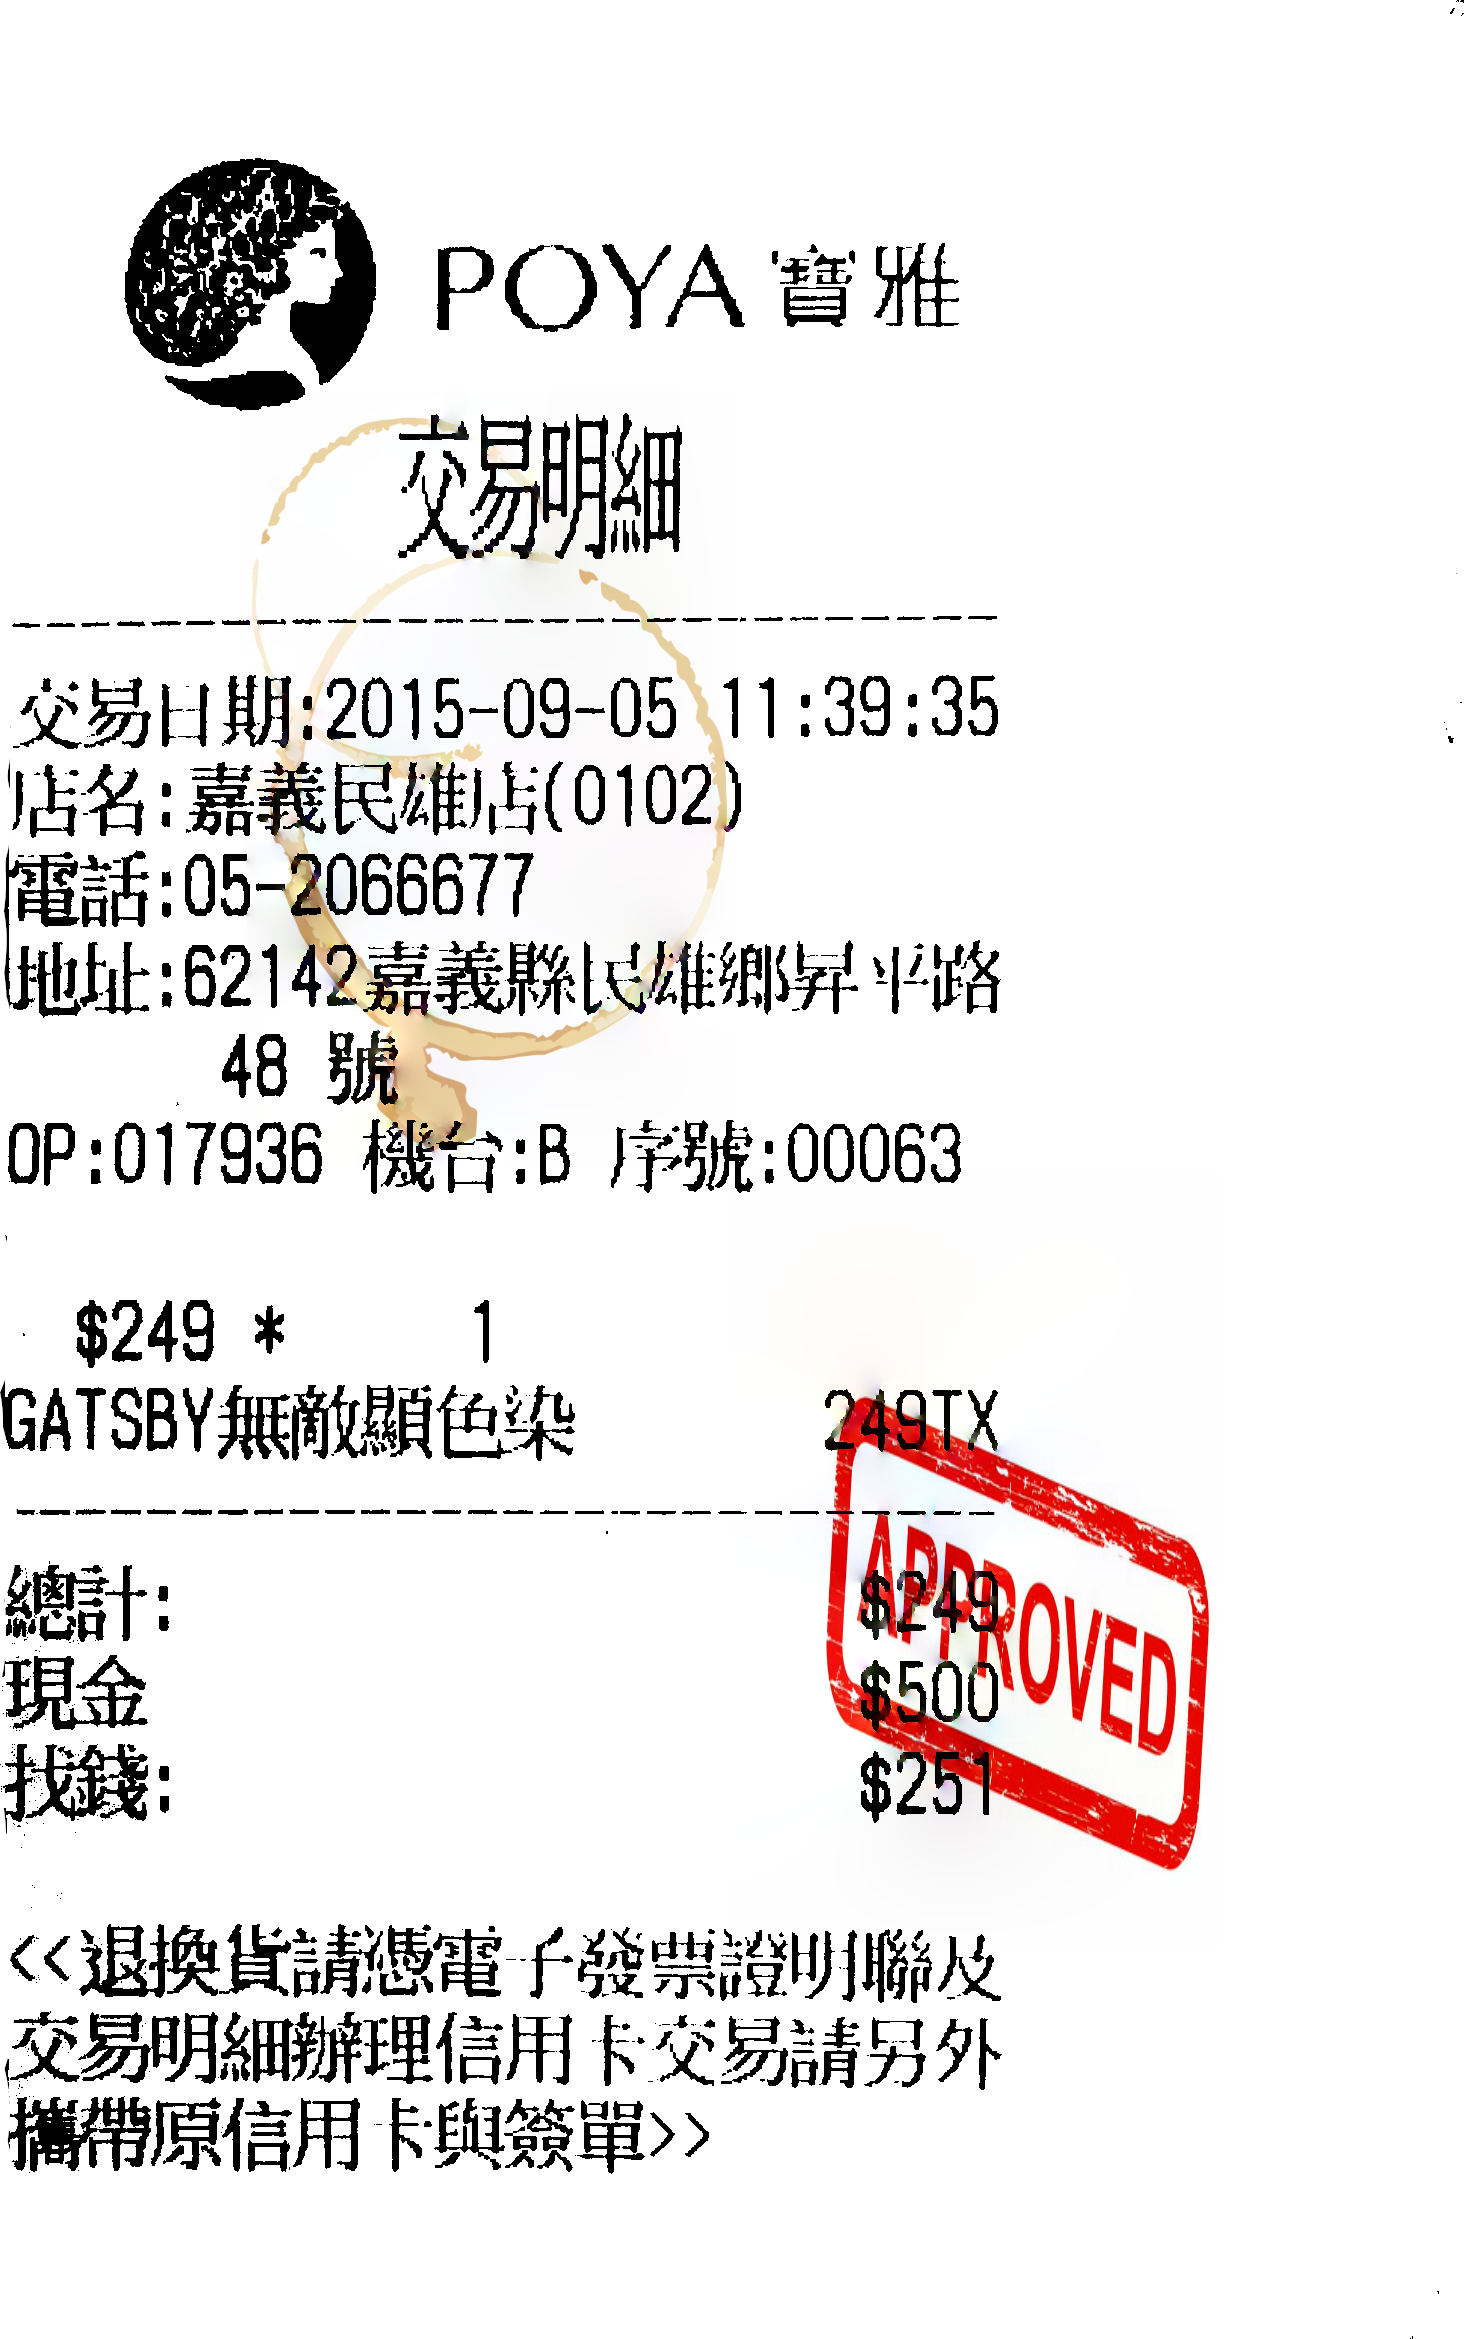 POYA 寶雅
交易明細
交易日期:2015-09-05 11:39:35
店名:嘉義民雄店(0102)
電話:05-2066677
地址:62142嘉義縣民雄鄉昇平路
48 號
OP:017936 機台:B 序號:00063
$249 * 1
GATSBY無敵顯色染 249TX
總計: $249
現金 $500
找錢: $251
APPROVED
<<退換貨請憑電子發票證明聯及
交易明細辦理信用卡交易請另外
攜帶原信用卡與簽單>>